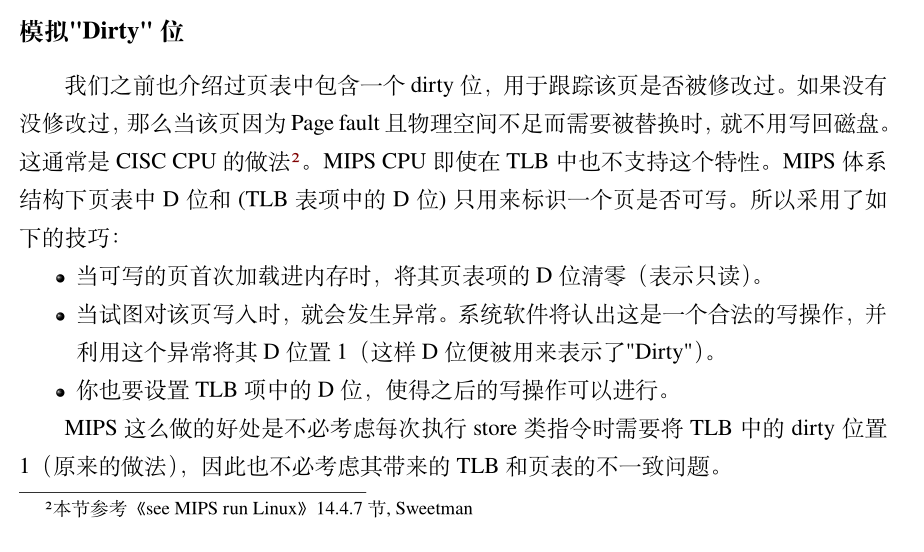 模拟"Dirty" 位
我们之前也介绍过页表中包含一个 dirty 位，用于跟踪该页是否被修改过。如果没有
没修改过，那么当该页因为 Page fault 且物理空间不足而需要被替换时，就不用写回磁盘。
这通常是 CISC CPU 的做法²。MIPS CPU 即使在 TLB 中也不支持这个特性。MIPS 体系
结构下页表中 D 位和 (TLB 表项中的 D 位) 只用来标识一个页是否可写。所以采用了如
下的技巧：
• 当可写的页首次加载进内存时，将其页表项的 D 位清零（表示只读）。
• 当试图对该页写入时，就会发生异常。系统软件将认出这是一个合法的写操作，并
利用这个异常将其 D 位置 1（这样 D 位便被用来表示了"Dirty"）。
• 你也要设置 TLB 项中的 D 位，使得之后的写操作可以进行。
MIPS 这么做的好处是不必考虑每次执行 store 类指令时需要将 TLB 中的 dirty 位置
1（原来的做法），因此也不必考虑其带来的 TLB 和页表的不一致问题。
²本节参考《see MIPS run Linux》14.4.7 节, Sweetman